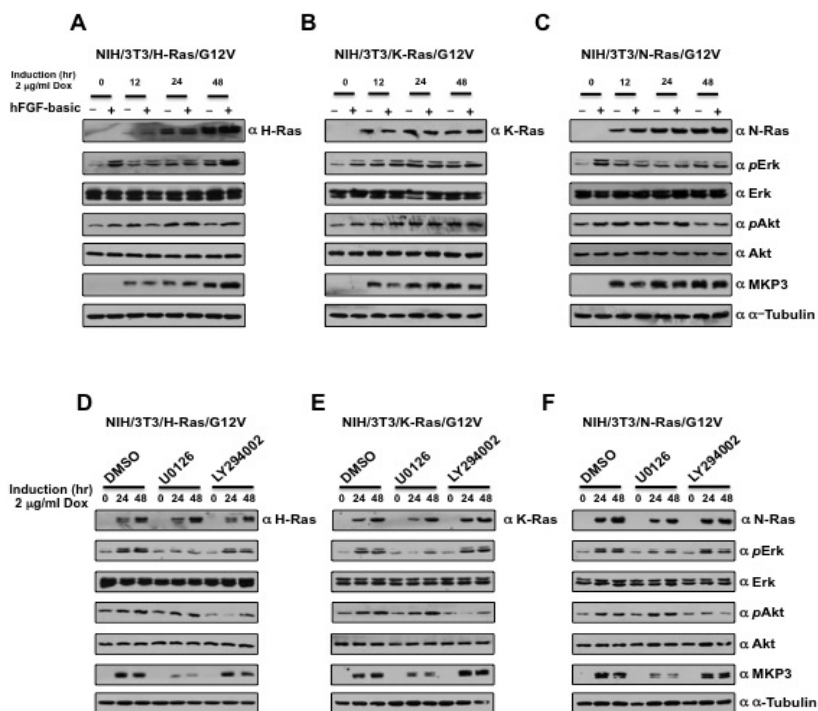 A
B
C
NIH/3T3/H-Ras/G12V
NIH/3T3/K-Ras/G12V
NIH/3T3/N-Ras/G12V
Induction (hr)
2 µg/ml Dox
0 12 24 48
0 12 24 48
0 12 24 48
hFGF-basic
– + – + – + – +
– + – + – + – +
– + – + – + – +
α H-Ras
α K-Ras
α N-Ras
α pErk
α Erk
α pAkt
α Akt
α MKP3
α α–Tubulin
D
E
F
NIH/3T3/H-Ras/G12V
NIH/3T3/K-Ras/G12V
NIH/3T3/N-Ras/G12V
DMSO U0126 LY294002
DMSO U0126 LY294002
DMSO U0126 LY294002
Induction (hr)
2 µg/ml Dox
0 24 48 0 24 48 0 24 48
0 24 48 0 24 48 0 24 48
0 24 48 0 24 48 0 24 48
α H-Ras
α K-Ras
α N-Ras
α pErk
α Erk
α pAkt
α Akt
α MKP3
α α-Tubulin